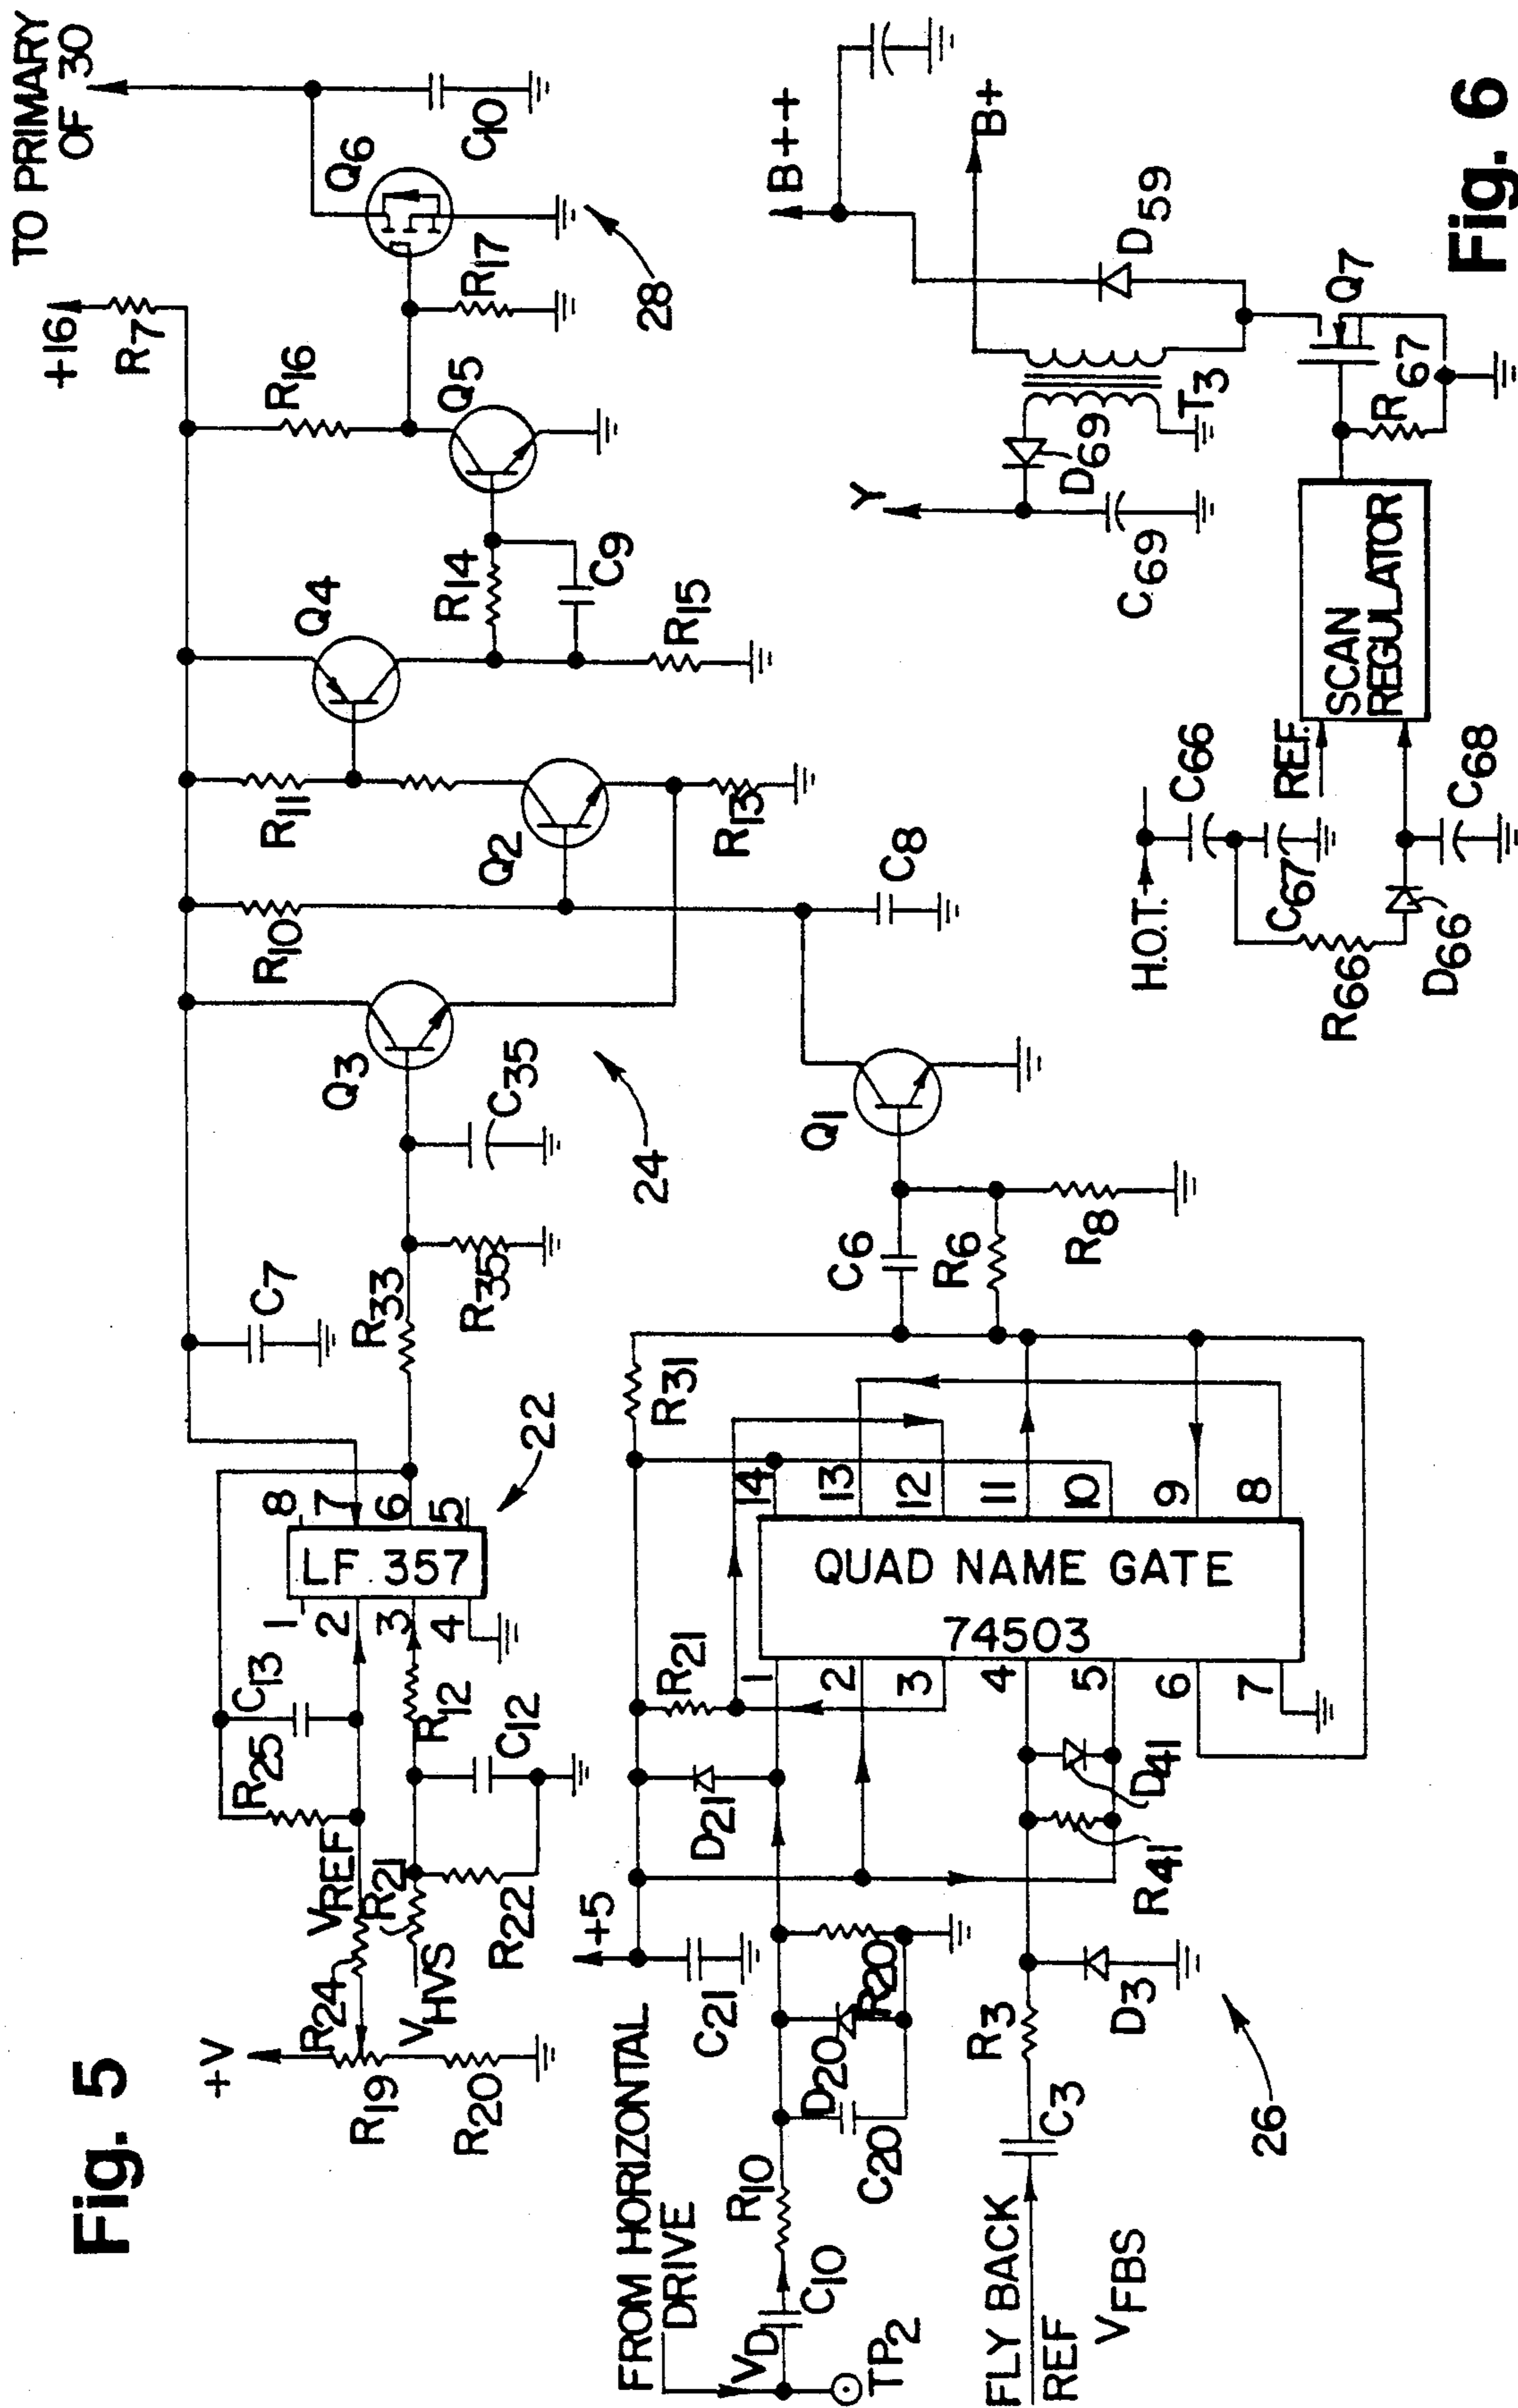 Fig. 5
+V
R19
R20
R24
VREF
R21
VHVS
R22
R25
C13
R12
C12
1
2
3
4
LF 357
8
7
6
5
22
C7
R33
R35
C35
Q3
24
R10
R11
Q2
R13
C8
Q4
R14
C9
R15
R16
Q5
+16
R7
R17
Q6
28
C10
TO PRIMARY
OF 30
FROM HORIZONTAL
DRIVE
VD
TP2
C10
R10
C20
D20
R20
C21
+5
D21
R21
FLY BACK
REF
VFBS
C3
R3
D3
26
R41
D41
1
2
3
4
5
6
7
QUAD NAME GATE
74503
14
13
12
11
10
9
8
R31
C6
R6
R8
Q1
Fig. 6
H.O.T.
C66
C67
R66
D66
C68
REF.
SCAN
REGULATOR
R67
Q7
Y
C69
D69
T3
D59
B++
B+